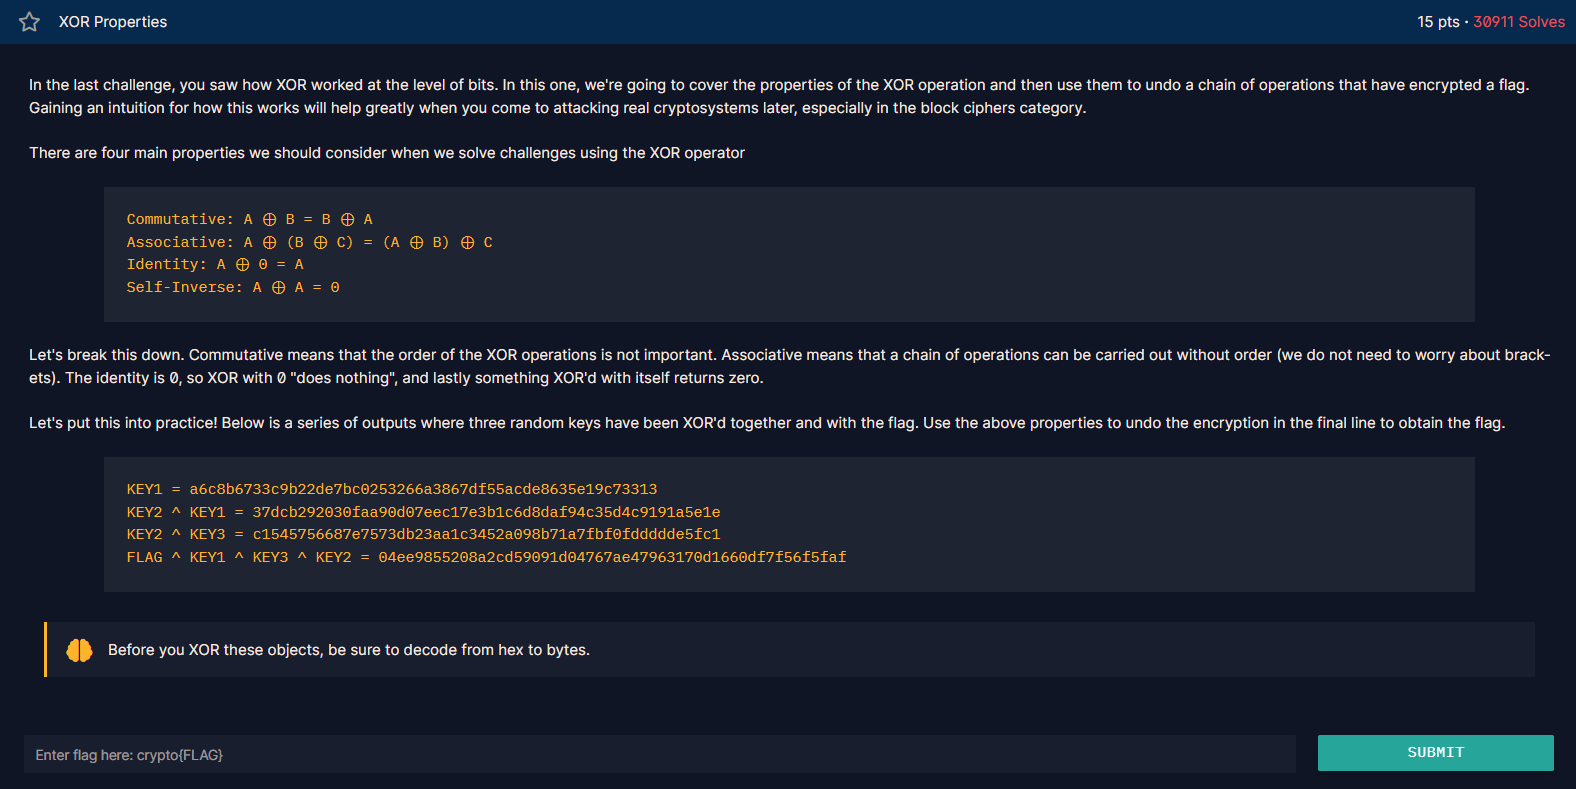 XOR Properties
15 pts · 30911 Solves
In the last challenge, you saw how XOR worked at the level of bits. In this one, we're going to cover the properties of the XOR operation and then use them to undo a chain of operations that have encrypted a flag.
Gaining an intuition for how this works will help greatly when you come to attacking real cryptosystems later, especially in the block ciphers category.
There are four main properties we should consider when we solve challenges using the XOR operator
Commutative: A ⊕ B = B ⊕ A
Associative: A ⊕ (B ⊕ C) = (A ⊕ B) ⊕ C
Identity: A ⊕ 0 = A
Self-Inverse: A ⊕ A = 0
Let's break this down. Commutative means that the order of the XOR operations is not important. Associative means that a chain of operations can be carried out without order (we do not need to worry about brack-
ets). The identity is 0, so XOR with 0 "does nothing", and lastly something XOR'd with itself returns zero.
Let's put this into practice! Below is a series of outputs where three random keys have been XOR'd together and with the flag. Use the above properties to undo the encryption in the final line to obtain the flag.
KEY1 = a6c8b6733c9b22de7bc0253266a3867df55acde8635e19c73313
KEY2 ^ KEY1 = 37dcb292030faa90d07eec17e3b1c6d8daf94c35d4c9191a5e1e
KEY2 ^ KEY3 = c1545756687e7573db23aa1c3452a098b71a7fbf0fddddde5fc1
FLAG ^ KEY1 ^ KEY3 ^ KEY2 = 04ee9855208a2cd59091d04767ae47963170d1660df7f56f5faf
Before you XOR these objects, be sure to decode from hex to bytes.
Enter flag here: crypto{FLAG}
SUBMIT